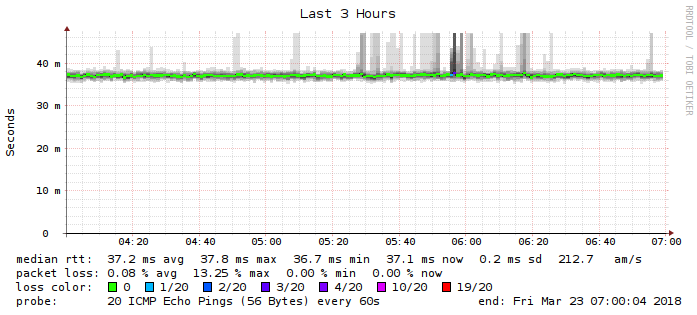 Last 3 Hours
RRDTOOL / TOBI OETIKER
Seconds
40 m
30 m
20 m
10 m
0
04:20 04:40 05:00 05:20 05:40 06:00 06:20 06:40 07:00
median rtt: 37.2 ms avg 37.8 ms max 36.7 ms min 37.1 ms now 0.2 ms sd 212.7 am/s
packet loss: 0.08 % avg 13.25 % max 0.00 % min 0.00 % now
loss color: 0 1/20 2/20 3/20 4/20 10/20 19/20
probe: 20 ICMP Echo Pings (56 Bytes) every 60s end: Fri Mar 23 07:00:04 2018